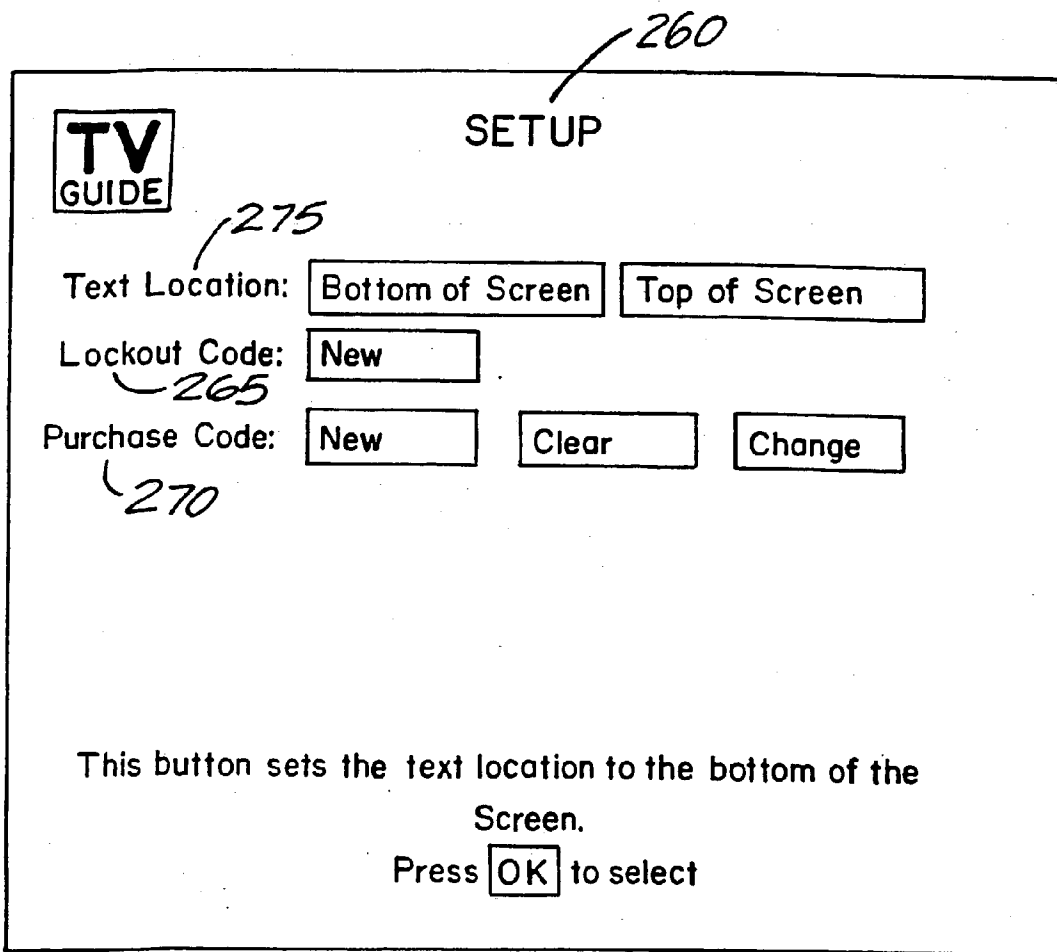 260
SETUP
TV
GUIDE
275
Text Location: Bottom of Screen Top of Screen
Lockout Code: New
265
Purchase Code: New Clear Change
270
This button sets the text location to the bottom of the
Screen.
Press OK to select